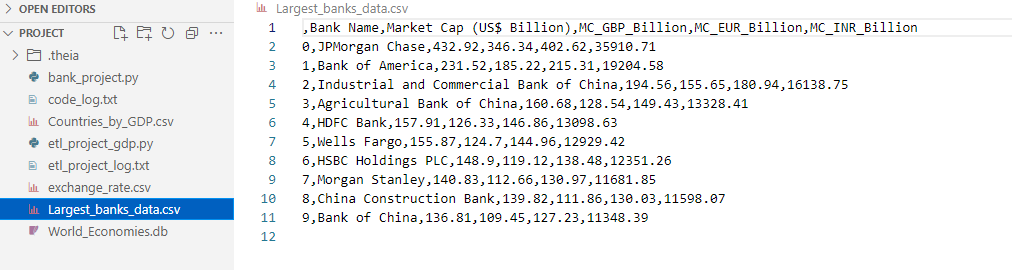 OPEN EDITORS
PROJECT
.theia
bank_project.py
code_log.txt
Countries_by_GDP.csv
etl_project_gdp.py
etl_project_log.txt
exchange_rate.csv
Largest_banks_data.csv
World_Economies.db
Largest_banks_data.csv
1 ,Bank Name,Market Cap (US$ Billion),MC_GBP_Billion,MC_EUR_Billion,MC_INR_Billion
2 0,JPMorgan Chase,432.92,346.34,402.62,35910.71
3 1,Bank of America,231.52,185.22,215.31,19204.58
4 2,Industrial and Commercial Bank of China,194.56,155.65,180.94,16138.75
5 3,Agricultural Bank of China,160.68,128.54,149.43,13328.41
6 4,HDFC Bank,157.91,126.33,146.86,13098.63
7 5,Wells Fargo,155.87,124.7,144.96,12929.42
8 6,HSBC Holdings PLC,148.9,119.12,138.48,12351.26
9 7,Morgan Stanley,140.83,112.66,130.97,11681.85
10 8,China Construction Bank,139.82,111.86,130.03,11598.07
11 9,Bank of China,136.81,109.45,127.23,11348.39
12